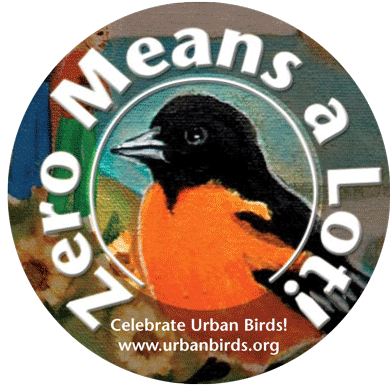 Zero Means a Lot!
Celebrate Urban Birds!
www.urbanbirds.org